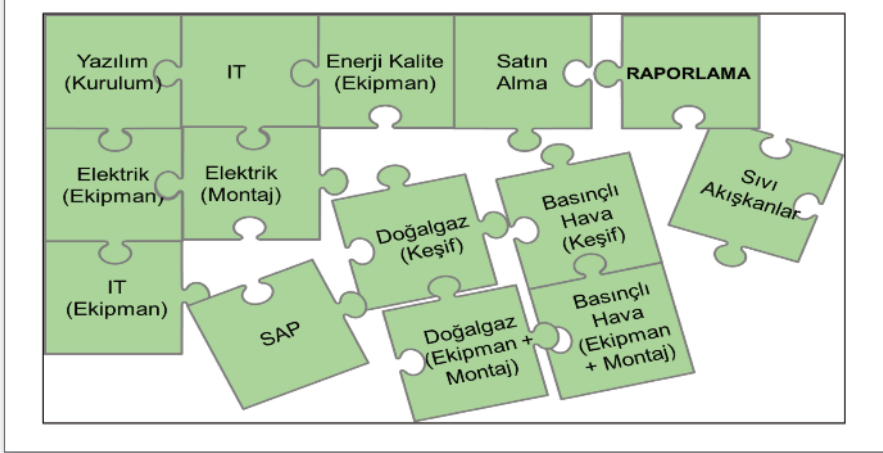 Yazılım
(Kurulum)
IT
Enerji Kalite
(Ekipman)
Satın
Alma
RAPORLAMA
Elektrik
(Ekipman)
Elektrik
(Montaj)
Doğalgaz
(Keşif)
Basınçlı
Hava
(Keşif)
Sıvı
Akışkanlar
IT
(Ekipman)
SAP
Doğalgaz
(Ekipman +
Montaj)
Basınçlı
Hava
(Ekipman
+ Montaj)